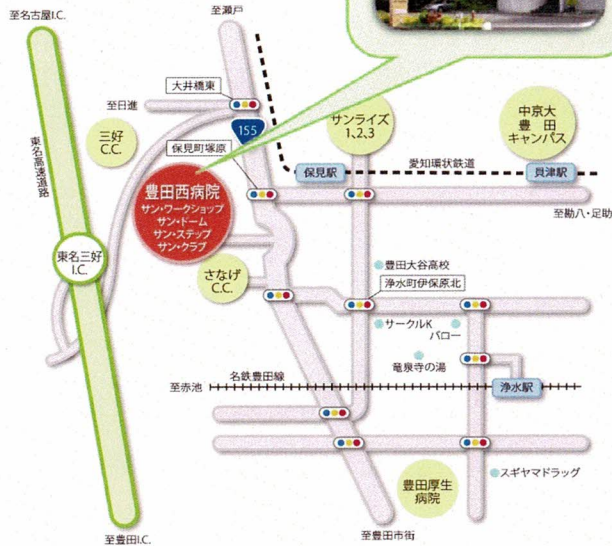 至名古屋I.C.
至瀬戸
大井橋東
至日進
三好
C.C.
155
サンライズ
1,2,3
中京大
豊田
キャンパス
東名高速道路
保見町塚原
保見駅
愛知環状鉄道
貝津駅
豊田西病院
サン・ワークショップ
サン・ドーム
サン・ステップ
サン・クラブ
至勘八・足助
東名三好
I.C.
さなげ
C.C.
豊田大谷高校
浄水町伊保原北
サークルK
バロー
竜泉寺の湯
至赤池
名鉄豊田線
浄水駅
豊田厚生
病院
スギヤマドラッグ
至豊田I.C.
至豊田市街